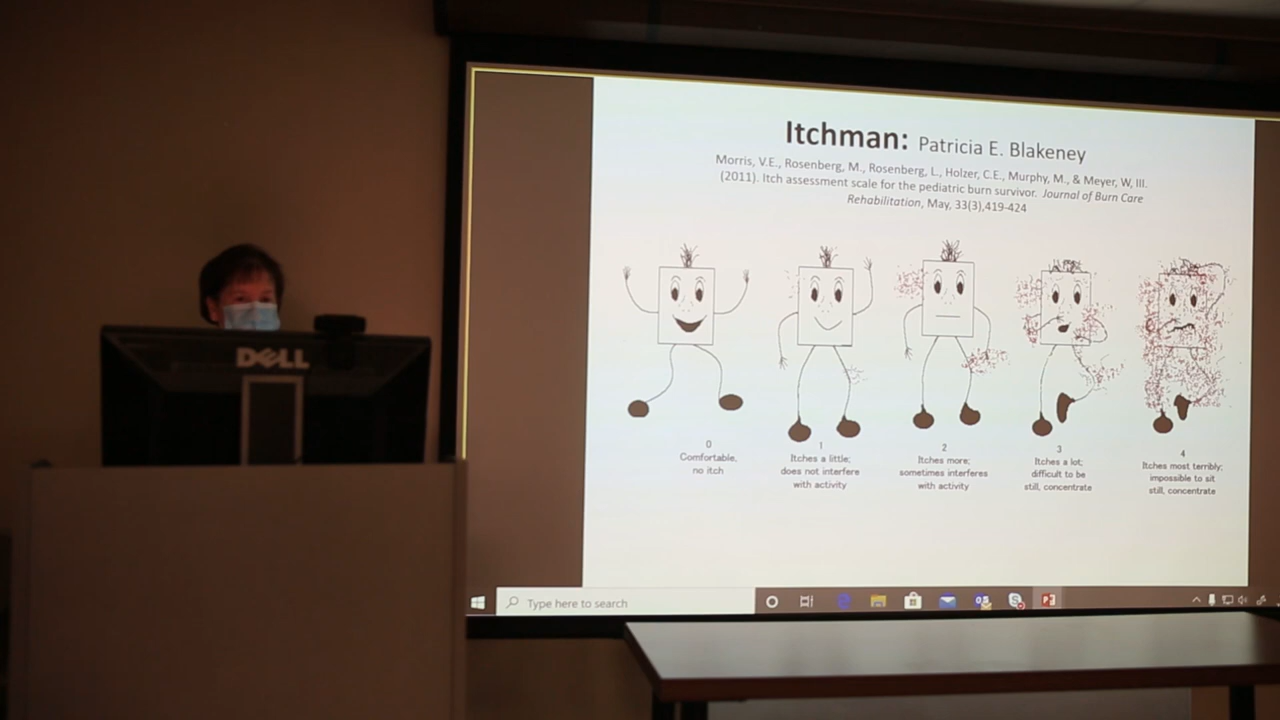 Itchman: Patricia E. Blakeney
Morris, V.E., Rosenberg, M., Rosenberg, L., Holzer, C.E., Murphy, M., & Meyer, W, III.
(2011). Itch assessment scale for the pediatric burn survivor. Journal of Burn Care
Rehabilitation, May, 33(3),419-424
0
Comfortable,
no itch
1
Itches a little;
does not interfere
with activity
2
Itches more;
sometimes interferes
with activity
3
Itches a lot;
difficult to be
still, concentrate
4
Itches most terribly;
impossible to sit
still, concentrate
Type here to search
DELL